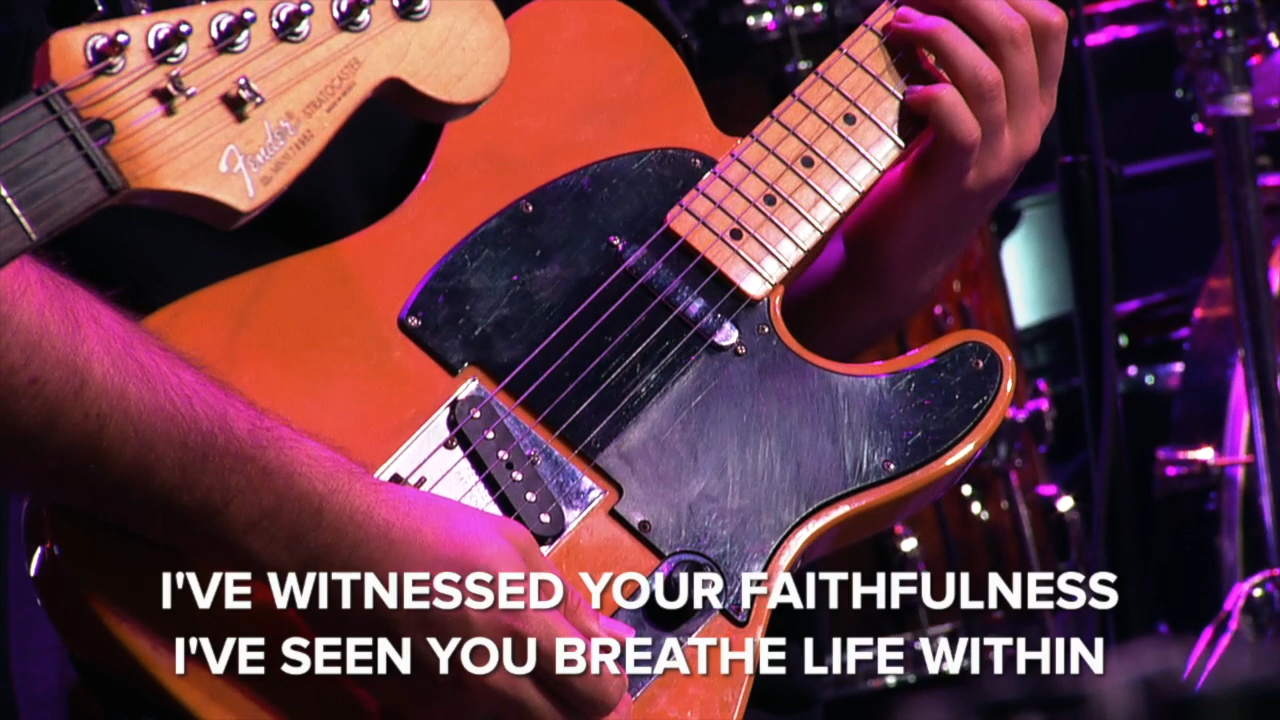 Fender
STRATOCASTER
I'VE WITNESSED YOUR FAITHFULNESS
I'VE SEEN YOU BREATHE LIFE WITHIN